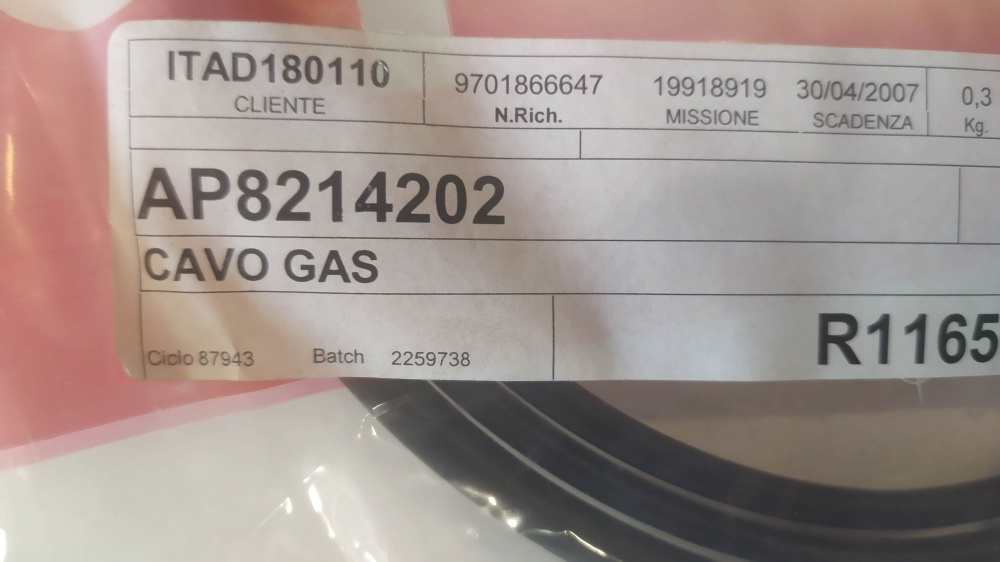 ITAD180110 9701866647 19918919 30/04/2007 0,3
CLIENTE N.Rich. MISSIONE SCADENZA Kg.
AP8214202
CAVO GAS
R1165
Ciclo 87943 Batch 2259738